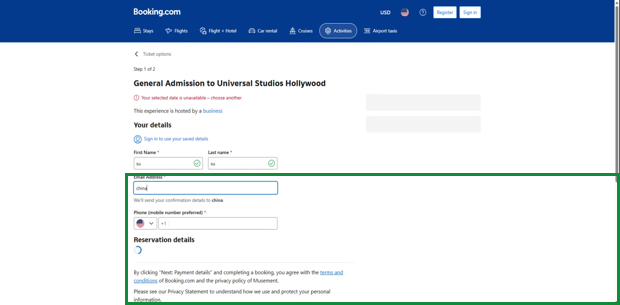 Booking.com
USD
Register
Sign in
Stays
Flights
Flight + Hotel
Car rental
Cruises
Activities
Airport taxis
Ticket options
Step 1 of 2
General Admission to Universal Studios Hollywood
Your selected date is unavailable – choose another
This experience is hosted by a business
Your details
Sign in to use your saved details
First Name *
Last name *
su
su
Email Address *
china
We'll send your confirmation details to china
Phone (mobile number preferred) *
+1
Reservation details
By clicking "Next: Payment details" and completing a booking, you agree with the terms and
conditions of Booking.com and the privacy policy of Musement.
Please see our Privacy Statement to understand how we use and protect your personal
information.